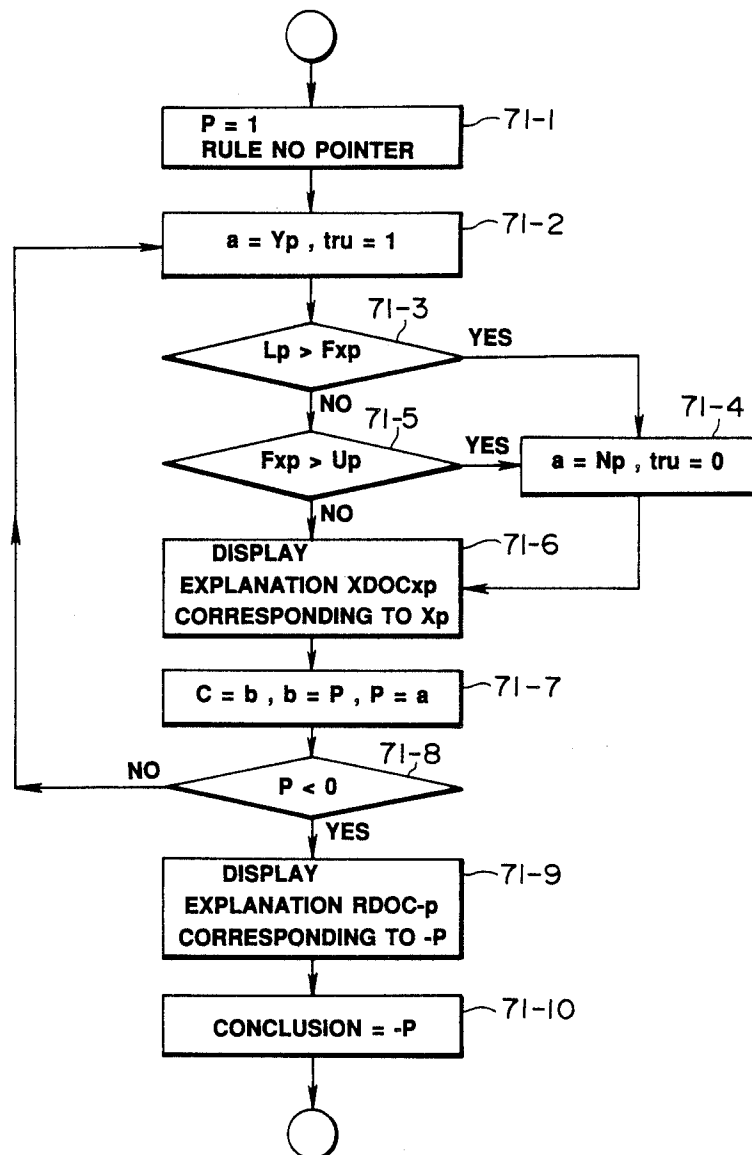 P = 1
RULE NO POINTER
71-1
a = Yp , tru = 1
71-2
71-3
Lp > Fxp
YES
NO
71-4
a = Np , tru = 0
71-5
Fxp > Up
YES
NO
71-6
DISPLAY
EXPLANATION XDOCxp
CORRESPONDING TO Xp
C = b , b = P , P = a
71-7
71-8
NO
P < 0
YES
DISPLAY
EXPLANATION RDOC-p
CORRESPONDING TO -P
71-9
CONCLUSION = -P
71-10